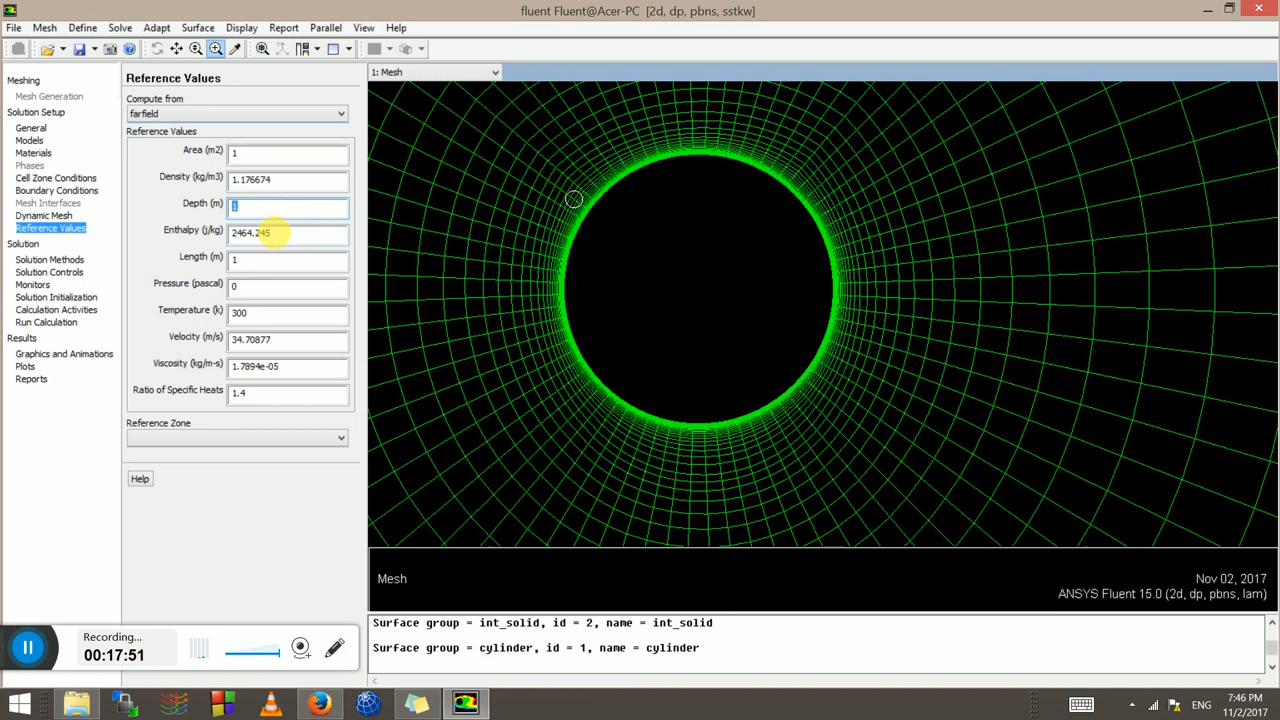 fluent Fluent@Acer-PC [2d, dp, pbns, sstkw]
File Mesh Define Solve Adapt Surface Display Report Parallel View Help
Meshing
Mesh Generation
Solution Setup
General
Models
Materials
Phases
Cell Zone Conditions
Boundary Conditions
Mesh Interfaces
Dynamic Mesh
Reference Values
Solution
Solution Methods
Solution Controls
Monitors
Solution Initialization
Calculation Activities
Run Calculation
Results
Graphics and Animations
Plots
Reports
Reference Values
Compute from
farfield
Reference Values
Area (m2) 1
Density (kg/m3) 1.176674
Depth (m) 1
Enthalpy (j/kg) 2464.245
Length (m) 1
Pressure (pascal) 0
Temperature (k) 300
Velocity (m/s) 34.70877
Viscosity (kg/m-s) 1.7894e-05
Ratio of Specific Heats 1.4
Reference Zone
Help
1: Mesh
Mesh
Nov 02, 2017
ANSYS Fluent 15.0 (2d, dp, pbns, lam)
Surface group = int_solid, id = 2, name = int_solid
Surface group = cylinder, id = 1, name = cylinder
Recording...
00:17:51
ENG
7:46 PM
11/2/2017